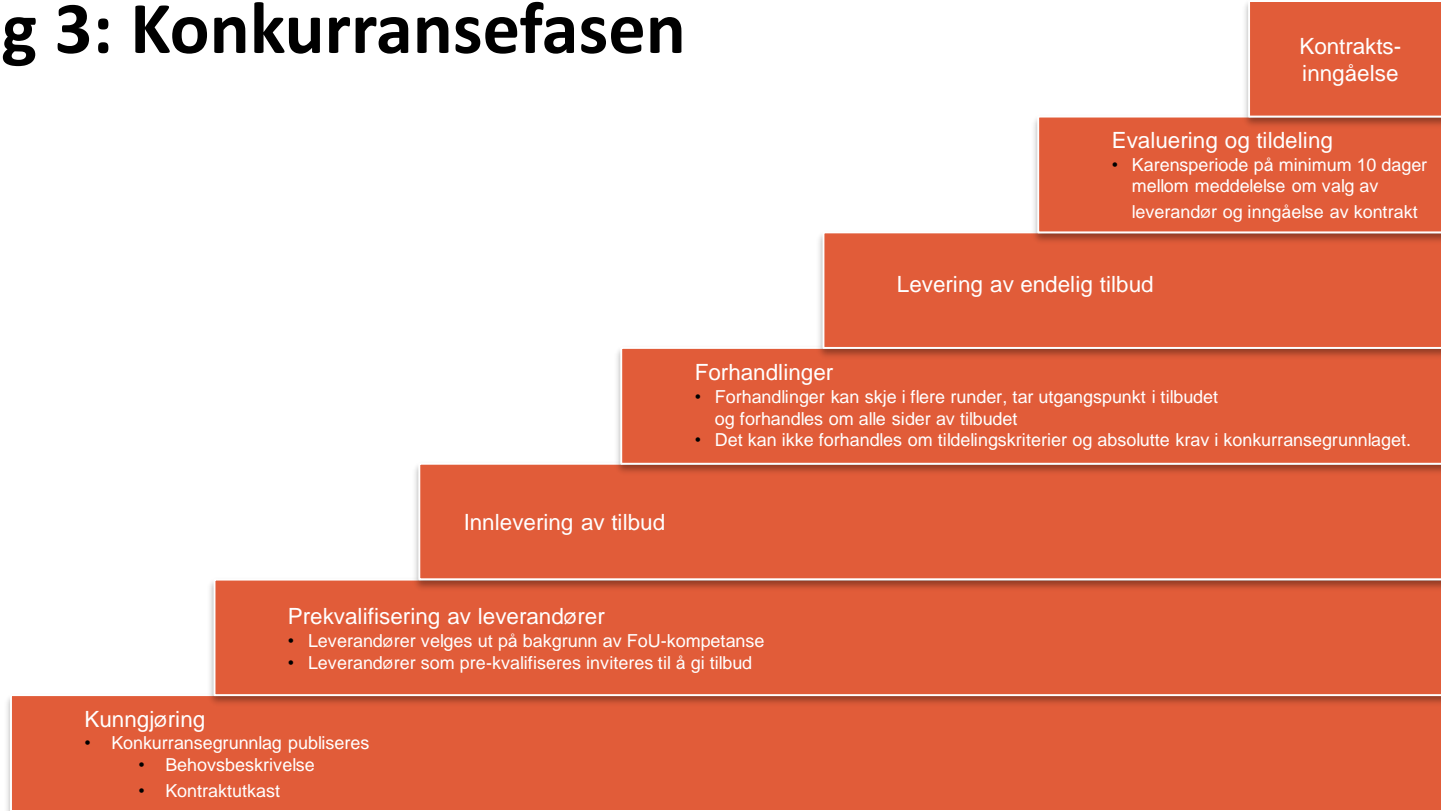 g 3: Konkurransefasen
Kontrakts-
inngåelse
Evaluering og tildeling
• Karensperiode på minimum 10 dager
mellom meddelelse om valg av
leverandør og inngåelse av kontrakt
Levering av endelig tilbud
Forhandlinger
• Forhandlinger kan skje i flere runder, tar utgangspunkt i tilbudet
og forhandles om alle sider av tilbudet
• Det kan ikke forhandles om tildelingskriterier og absolutte krav i konkurransegrunnlaget.
Innlevering av tilbud
Prekvalifisering av leverandører
• Leverandører velges ut på bakgrunn av FoU-kompetanse
• Leverandører som pre-kvalifiseres inviteres til å gi tilbud
Kunngjøring
• Konkurransegrunnlag publiseres
• Behovsbeskrivelse
• Kontraktutkast